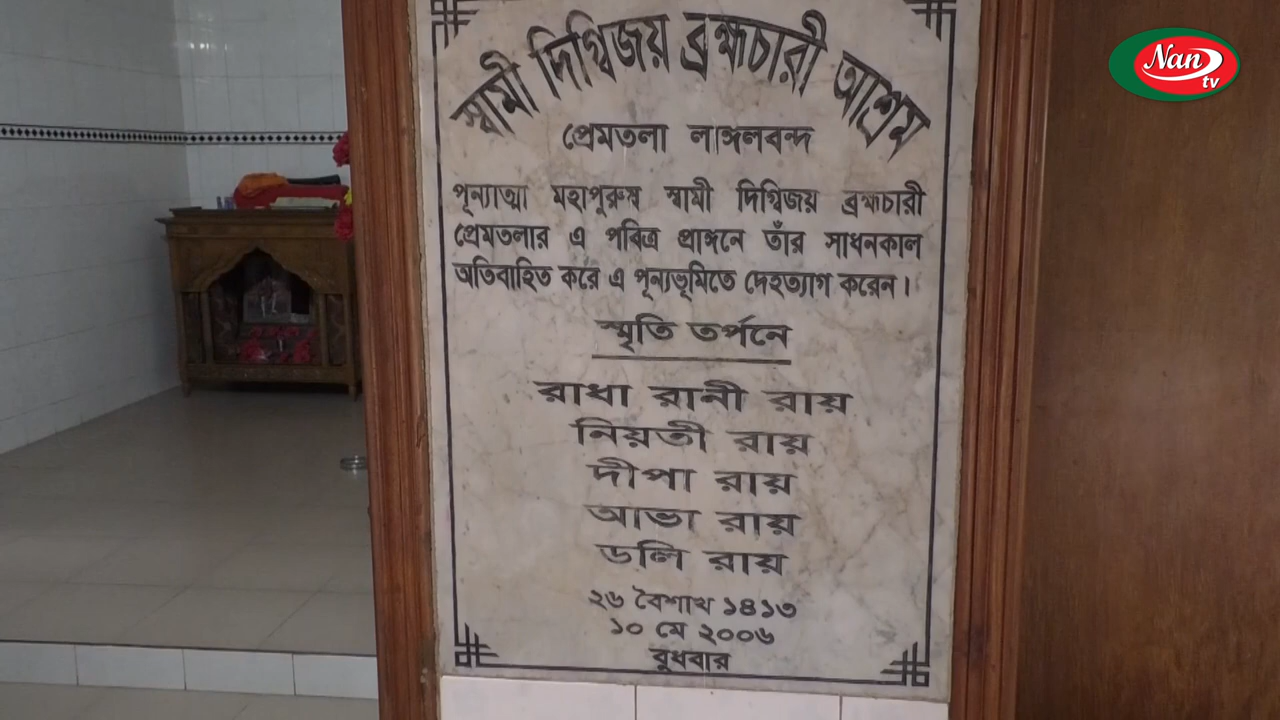 স্বামী দিগ্বিজয় ব্রহ্মচারী আশ্রম
প্রেমতলা লাঙ্গলবন্দ
পূন্যাত্মা মহাপুরুষ স্বামী দিগ্বিজয় ব্রহ্মচারী
প্রেমতলার এ পবিত্র প্রাঙ্গনে তাঁর সাধনকাল
অতিবাহিত করে এ পূন্যভূমিতে দেহত্যাগ করেন।
স্মৃতি তর্পনে
রাধা রানী রায়
নিয়তী রায়
দীপা রায়
আভা রায়
ডলি রায়
২৬ বৈশাখ ১৪১৩
১০ মে ২০০৬
বুধবার
Nan
tv